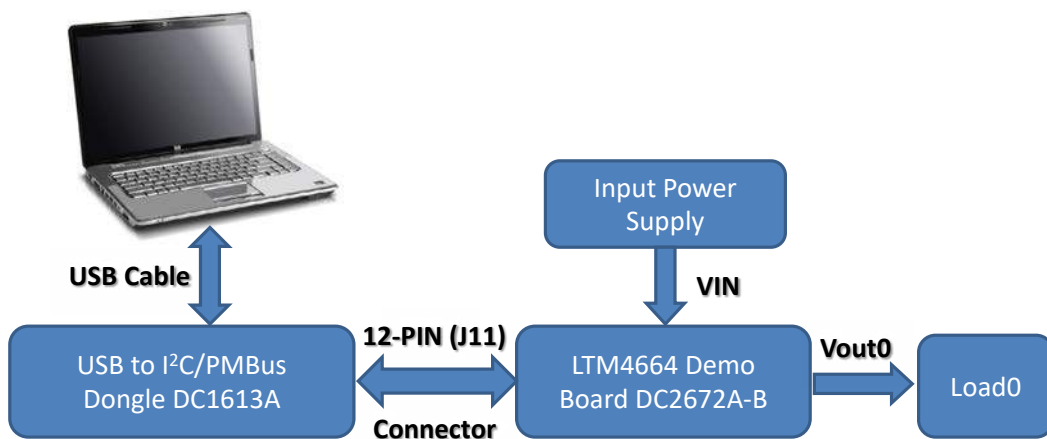 Input Power
Supply
USB Cable
VIN
12-PIN (J11)
Vout0
USB to I²C/PMBus
Dongle DC1613A
LTM4664 Demo
Board DC2672A-B
Load0
Connector